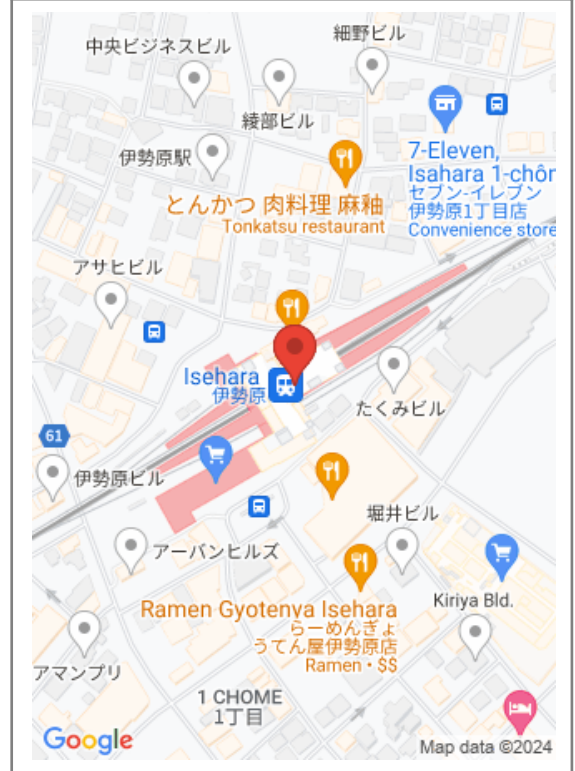 細野ビル
中央ビジネスビル
綾部ビル
伊勢原駅
7-Eleven,
Isahara 1-chôr
セブン-イレブン
伊勢原1丁目店
Convenience store
とんかつ 肉料理 麻釉
Tonkatsu restaurant
アサヒビル
Isehara
伊勢原
たくみビル
61
伊勢原ビル
堀井ビル
アーバンヒルズ
Kiriya Bld.
Ramen Gyotenya Isehara
らーめんぎょ
うてん屋伊勢原店
Ramen • $$
アマンプリ
1 CHOME
1丁目
Google
Map data ©2024